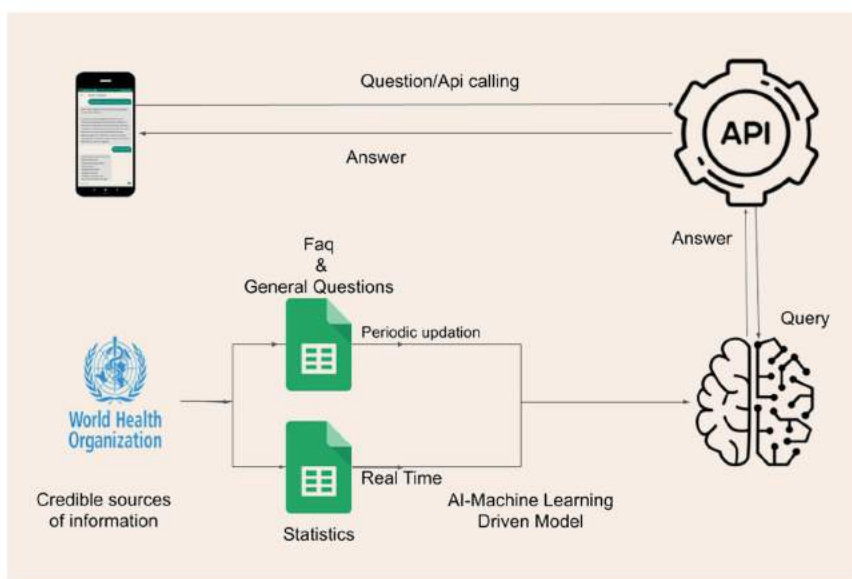 Question/Api calling
API
Answer
Answer
Faq
&
General Questions
Periodic updation
Query
World Health
Organization
Real Time
Credible sources
of information
AI-Machine Learning
Driven Model
Statistics